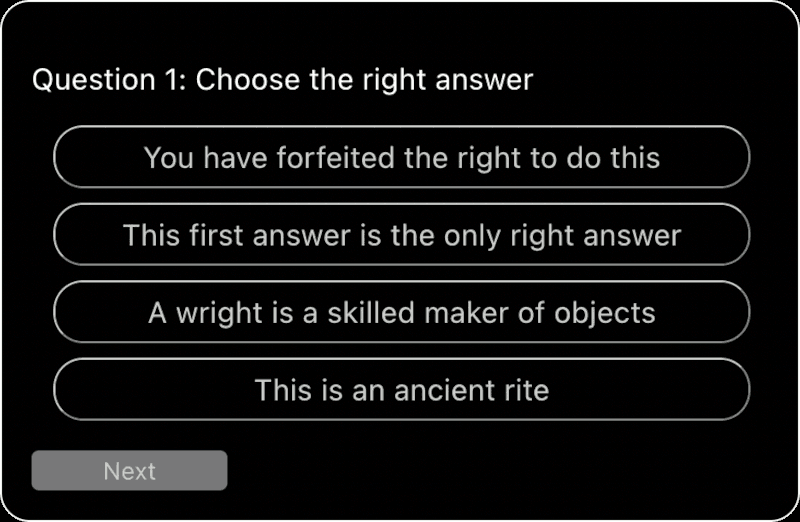 Question 1: Choose the right answer
You have forfeited the right to do this
This first answer is the only right answer
A wright is a skilled maker of objects
This is an ancient rite
Next